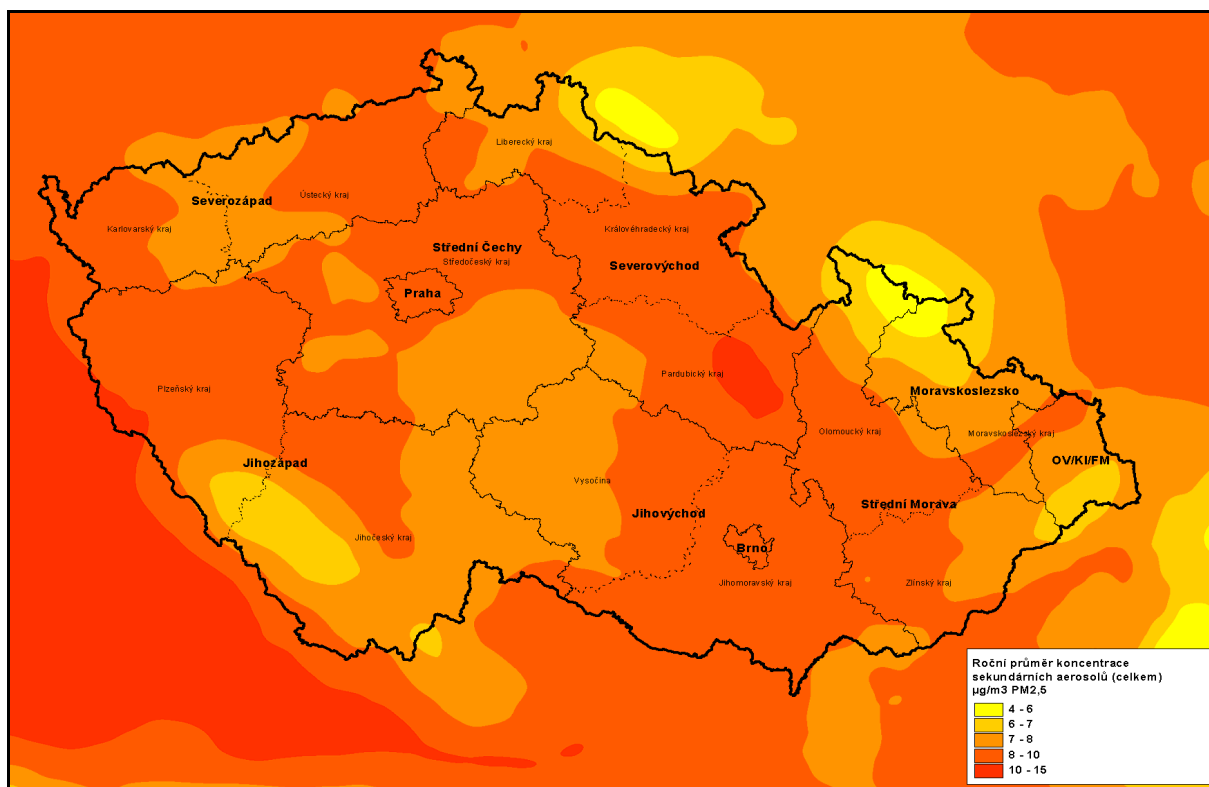 Liberecký kraj
Severozápad
Ústecký kraj
Karlovarský kraj
Královéhradecký kraj
Střední Čechy
Středočeský kraj
Severovýchod
Praha
Plzeňský kraj
Pardubický kraj
Moravskoslezsko
Olomoucký kraj
Moravskoslezský kraj
Jihozápad
OV/KI/FM
Vysočina
Střední Morava
Jihovýchod
Jihočeský kraj
Brno
Jihomoravský kraj
Zlínský kraj
Roční průměr koncentrace
sekundárních aerosolů (celkem)
µg/m3 PM2,5
4 - 6
6 - 7
7 - 8
8 - 10
10 - 15